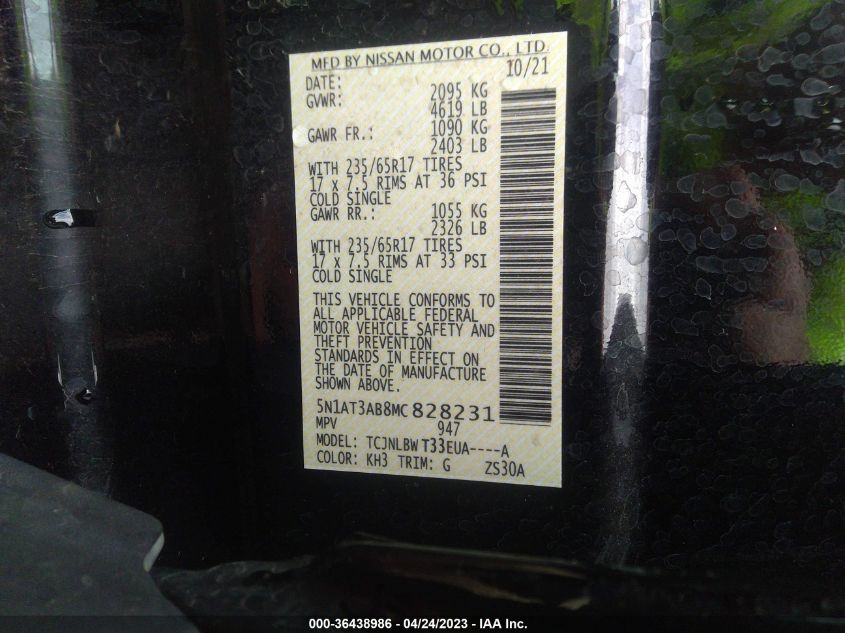 MFD BY NISSAN MOTOR CO., LTD.
DATE: 10/21
GVWR: 2095 KG
4619 LB
GAWR FR.: 1090 KG
2403 LB
WITH 235/65R17 TIRES
17 x 7.5 RIMS AT 36 PSI
COLD SINGLE
GAWR RR.: 1055 KG
2326 LB
WITH 235/65R17 TIRES
17 x 7.5 RIMS AT 33 PSI
COLD SINGLE
THIS VEHICLE CONFORMS TO
ALL APPLICABLE FEDERAL
MOTOR VEHICLE SAFETY AND
THEFT PREVENTION
STANDARDS IN EFFECT ON
THE DATE OF MANUFACTURE
SHOWN ABOVE.
5N1AT3AB8MC828231
MPV 947
MODEL: TCJNLBW T33EUA----A
COLOR: KH3 TRIM: G ZS30A
000-36438986 - 04/24/2023 - IAA Inc.